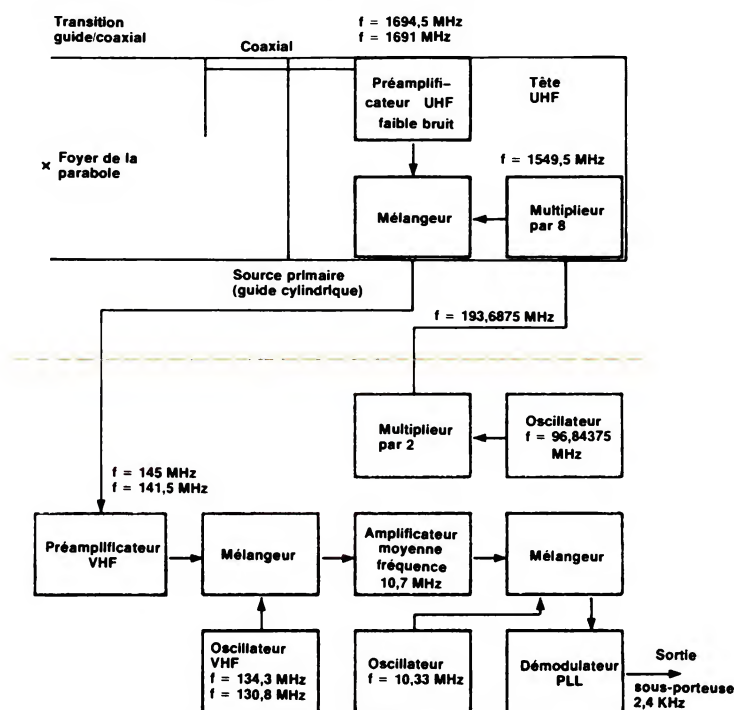 Transition
guide/coaxial
Coaxial
f = 1694,5 MHz
f = 1691 MHz
Préamplifi-
cateur UHF
faible bruit
Tête
UHF
× Foyer de la
parabole
f = 1549,5 MHz
Mélangeur
Multiplieur
par 8
Source primaire
(guide cylindrique)
f = 193,6875 MHz
Multiplieur
par 2
Oscillateur
f = 96,84375
MHz
f = 145 MHz
f = 141,5 MHz
Préamplificateur
VHF
Mélangeur
Amplificateur
moyenne
fréquence
10,7 MHz
Mélangeur
Oscillateur
VHF
f = 134,3 MHz
f = 130,8 MHz
Oscillateur
f = 10,33 MHz
Démodulateur
PLL
Sortie
sous-porteuse
2,4 KHz